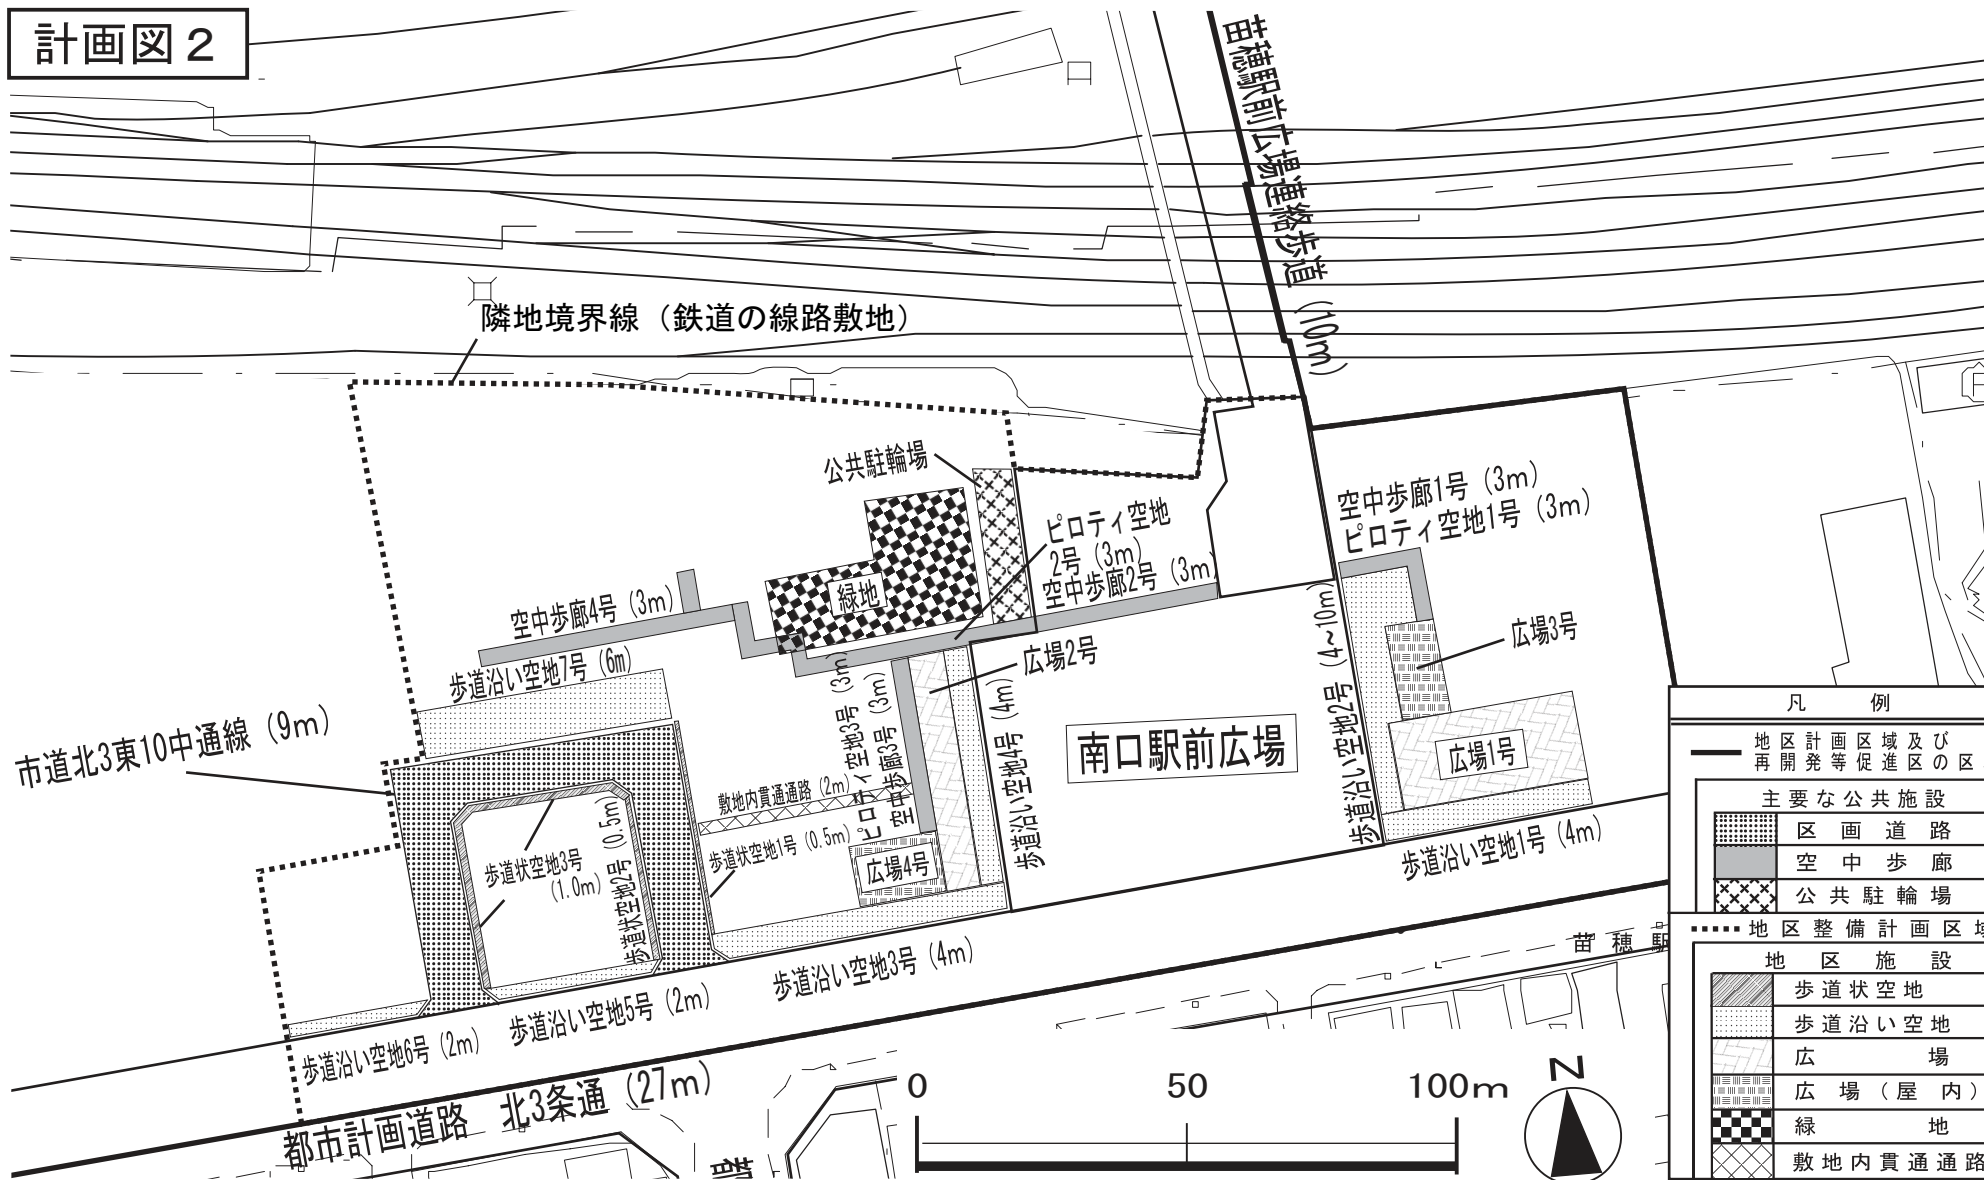 計画図2
苗穂駅前広場連絡歩道（10m）
隣地境界線（鉄道の線路敷地）
公共駐輪場
ピロティ空地
2号（3m）
空中歩廊2号（3m）
空中歩廊1号（3m）
ピロティ空地1号（3m）
緑地
空中歩廊4号（3m）
歩道沿い空地7号（6m）
広場2号
広場3号
市道北3東10中通線（9m）
ピロティ空地3号（3m）
空中歩廊3号（3m）
歩道沿い空地4号（4m）
南口駅前広場
歩道沿い空地2号（4~10m）
広場1号
敷地内貫通通路（2m）
歩道状空地1号（0.5m）
歩道状空地3号
（1.0m）
歩道状空地2号（0.5m）
広場4号
歩道沿い空地1号（4m）
歩道沿い空地3号（4m）
歩道沿い空地5号（2m）
歩道沿い空地6号（2m）
都市計画道路　北3条通（27m）
苗穂駅
0 50 100m
N
凡例
地区計画区域及び
再開発等促進区の区
主要な公共施設
区画道路
空中歩廊
公共駐輪場
地区整備計画区域
地区施設
歩道状空地
歩道沿い空地
広場
広場（屋内）
緑地
敷地内貫通通路